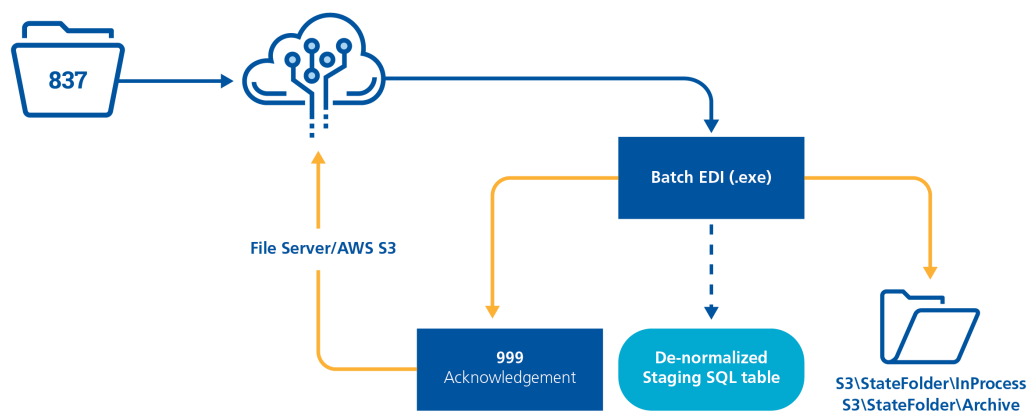 837
Batch EDI (.exe)
File Server/AWS S3
999
Acknowledgement
De-normalized
Staging SQL table
S3\StateFolder\InProcess
S3\StateFolder\Archive